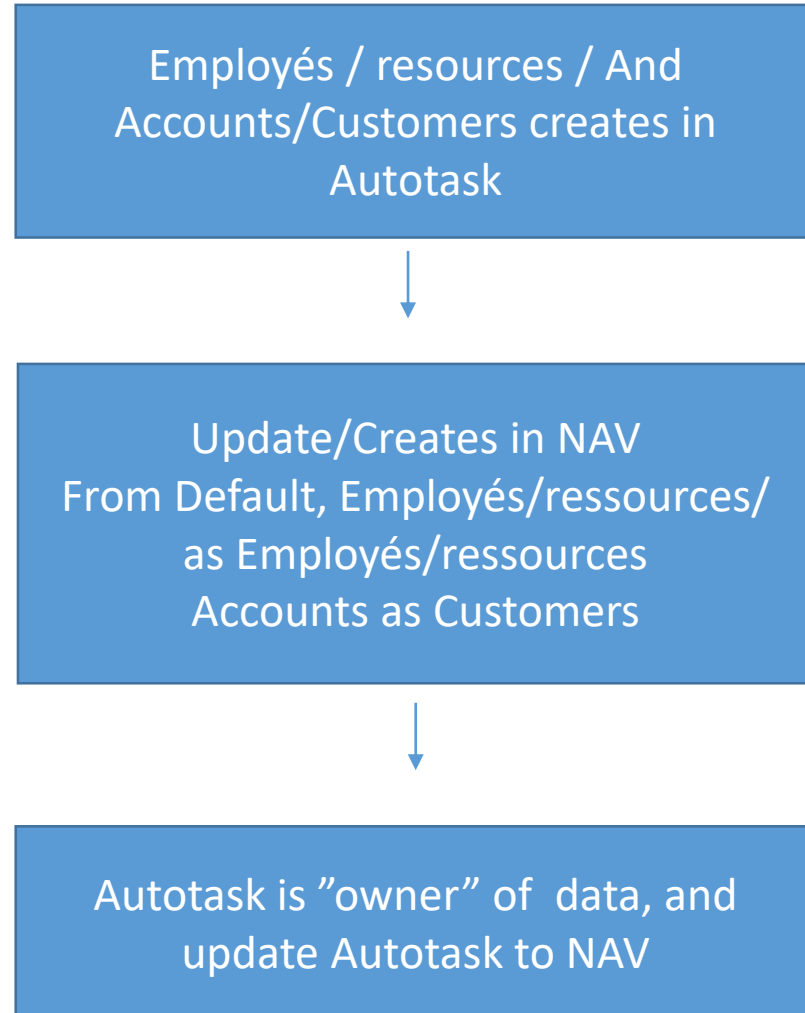 Employés / resources / And
Accounts/Customers creates in
Autotask
Update/Creates in NAV
From Default, Employés/ressources/
as Employés/ressources
Accounts as Customers
Autotask is ”owner” of  data, and
update Autotask to NAV